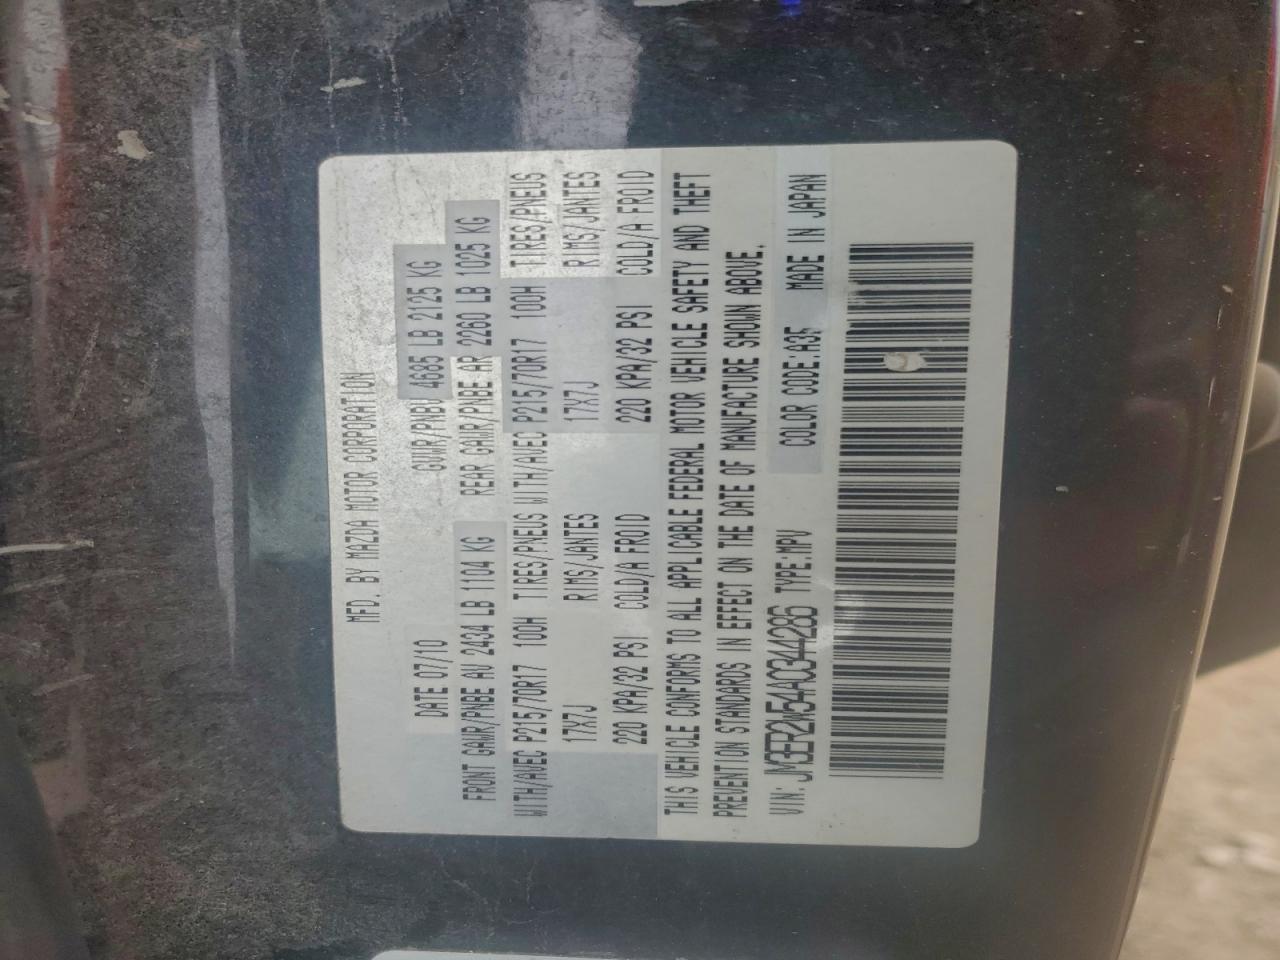 MFD. BY MAZDA MOTOR CORPORATION
DATE 07/10 GVWR/PNBV 4685 LB 2125 KG
FRONT GAWR/PNBE AV 2434 LB 1104 KG REAR GAWR/PNBE AR 2260 LB 1025 KG
WITH/AVEC P215/70R17 100H TIRES/PNEUS WITH/AVEC P215/70R17 100H TIRES/PNEUS
17X7J RIMS/JANTES 17X7J RIMS/JANTES
220 KPA/32 PSI COLD/A FROID 220 KPA/32 PSI COLD/A FROID
THIS VEHICLE CONFORMS TO ALL APPLICABLE FEDERAL MOTOR VEHICLE SAFETY AND THEFT
PREVENTION STANDARDS IN EFFECT ON THE DATE OF MANUFACTURE SHOWN ABOVE.
VIN: JM3ER2W54A0344286 TYPE:MPV COLOR CODE:A35 MADE IN JAPAN